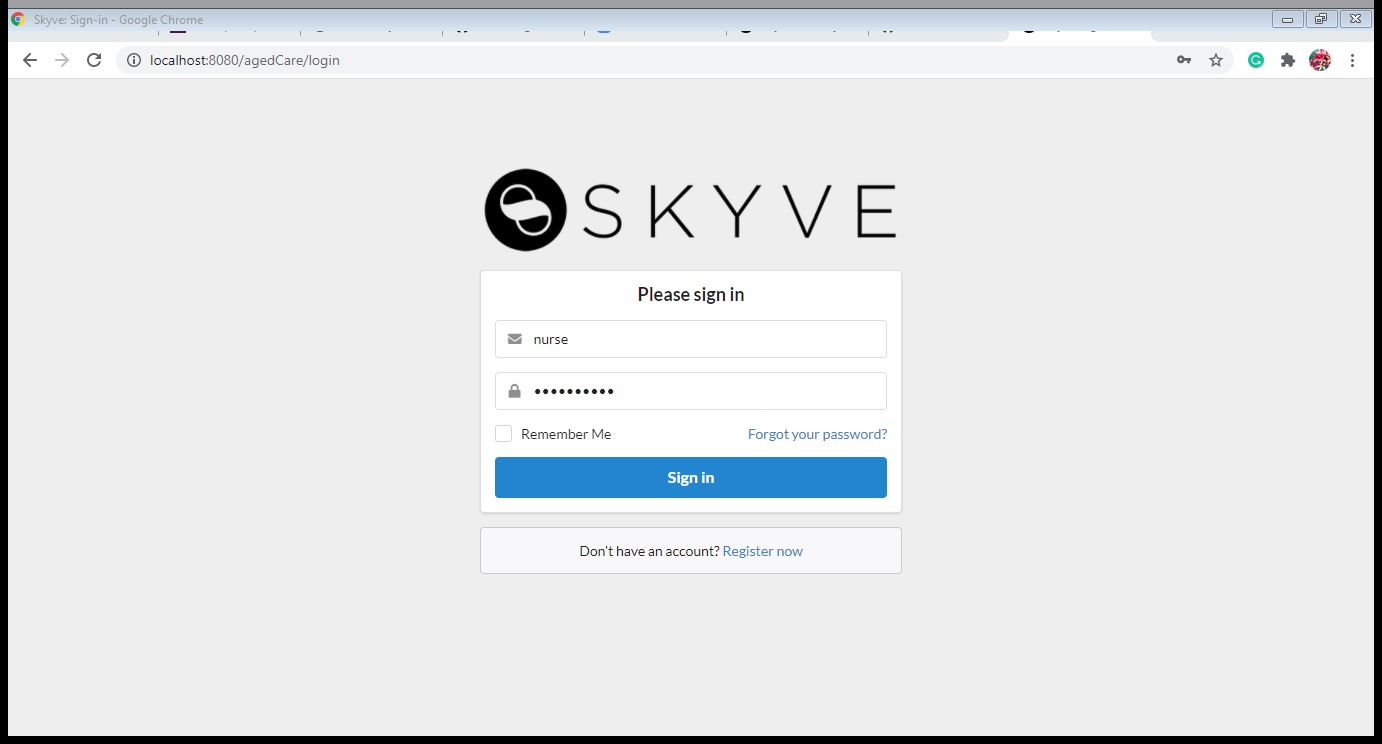 Skyve: Sign-in - Google Chrome
localhost:8080/agedCare/login
SKYVE
Please sign in
nurse
••••••••••
Remember Me Forgot your password?
Sign in
Don't have an account? Register now